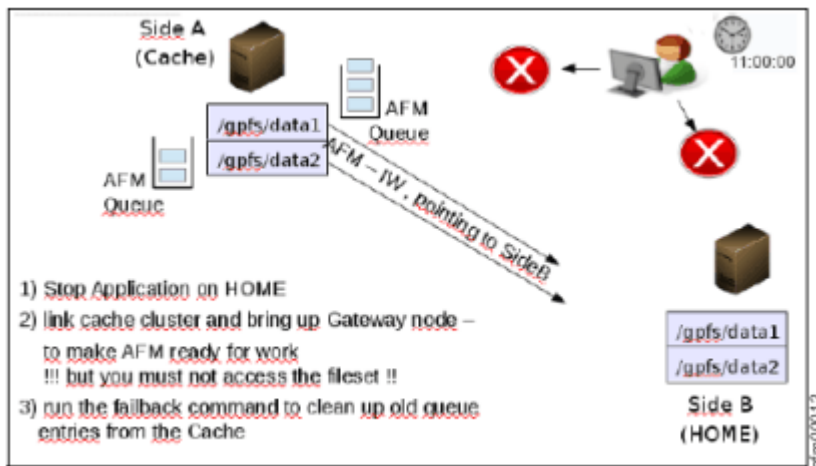 Side A
(Cache)
11:00:00
AFM
Queue
/gpfs/data1
/gpfs/data2
AFM
Queue
AFM – IW , pointing to SideB
1) Stop Application on HOME
2) link cache cluster and bring up Gateway node –
to make AFM ready for work
!!! but you must not access the fileset !!
3) run the failback command to clean up old queue
entries from the Cache
/gpfs/data1
/gpfs/data2
Side B
(HOME)